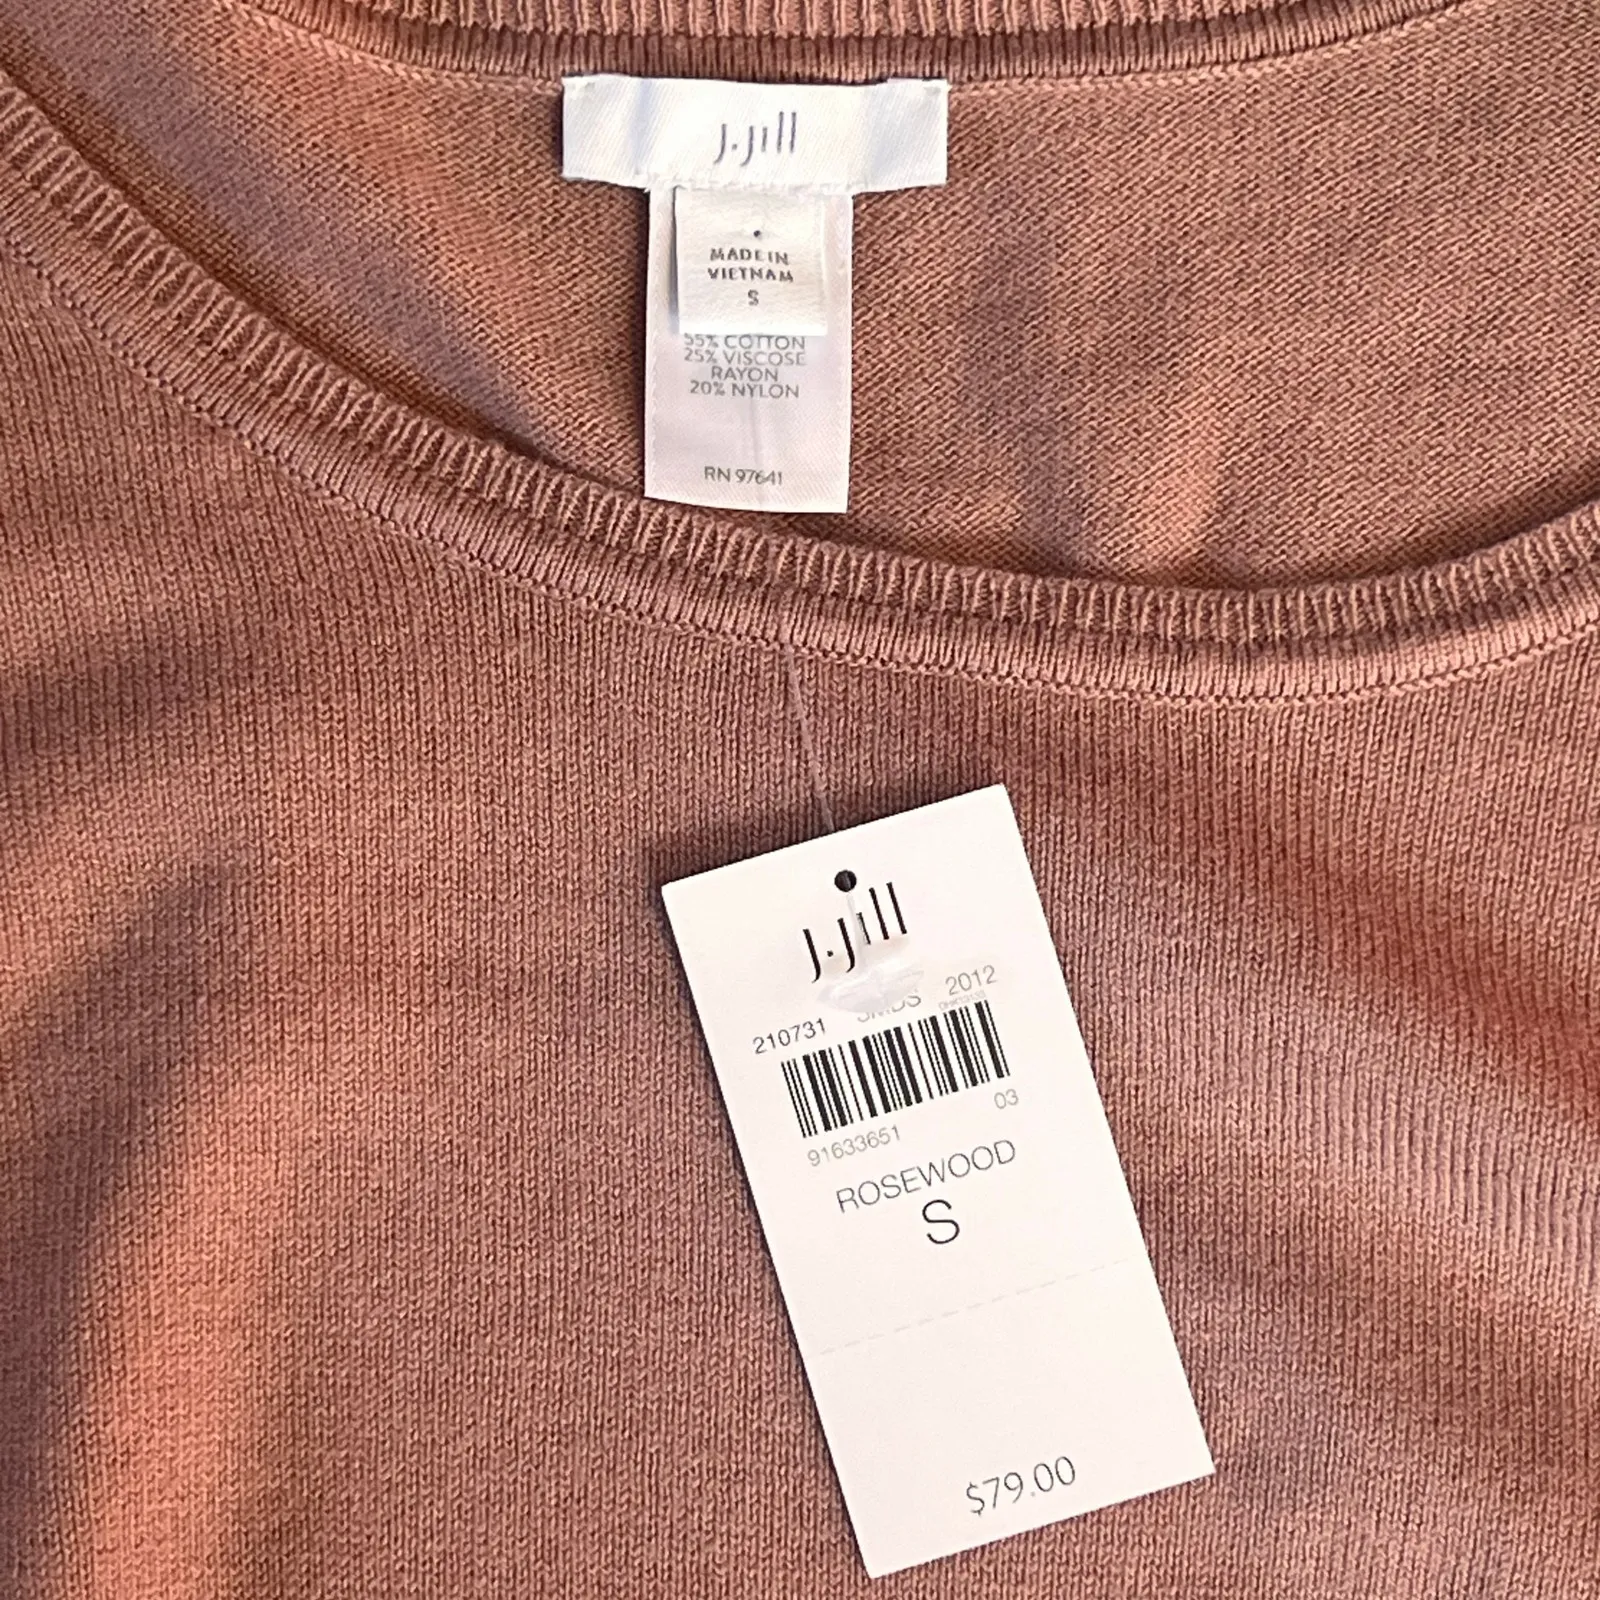 J.Jill
MADE IN
VIETNAM
S
55% COTTON
25% VISCOSE
RAYON
20% NYLON
RN 97641
J.Jill
210731 2012
03
91633651
ROSEWOOD
S
$79.00